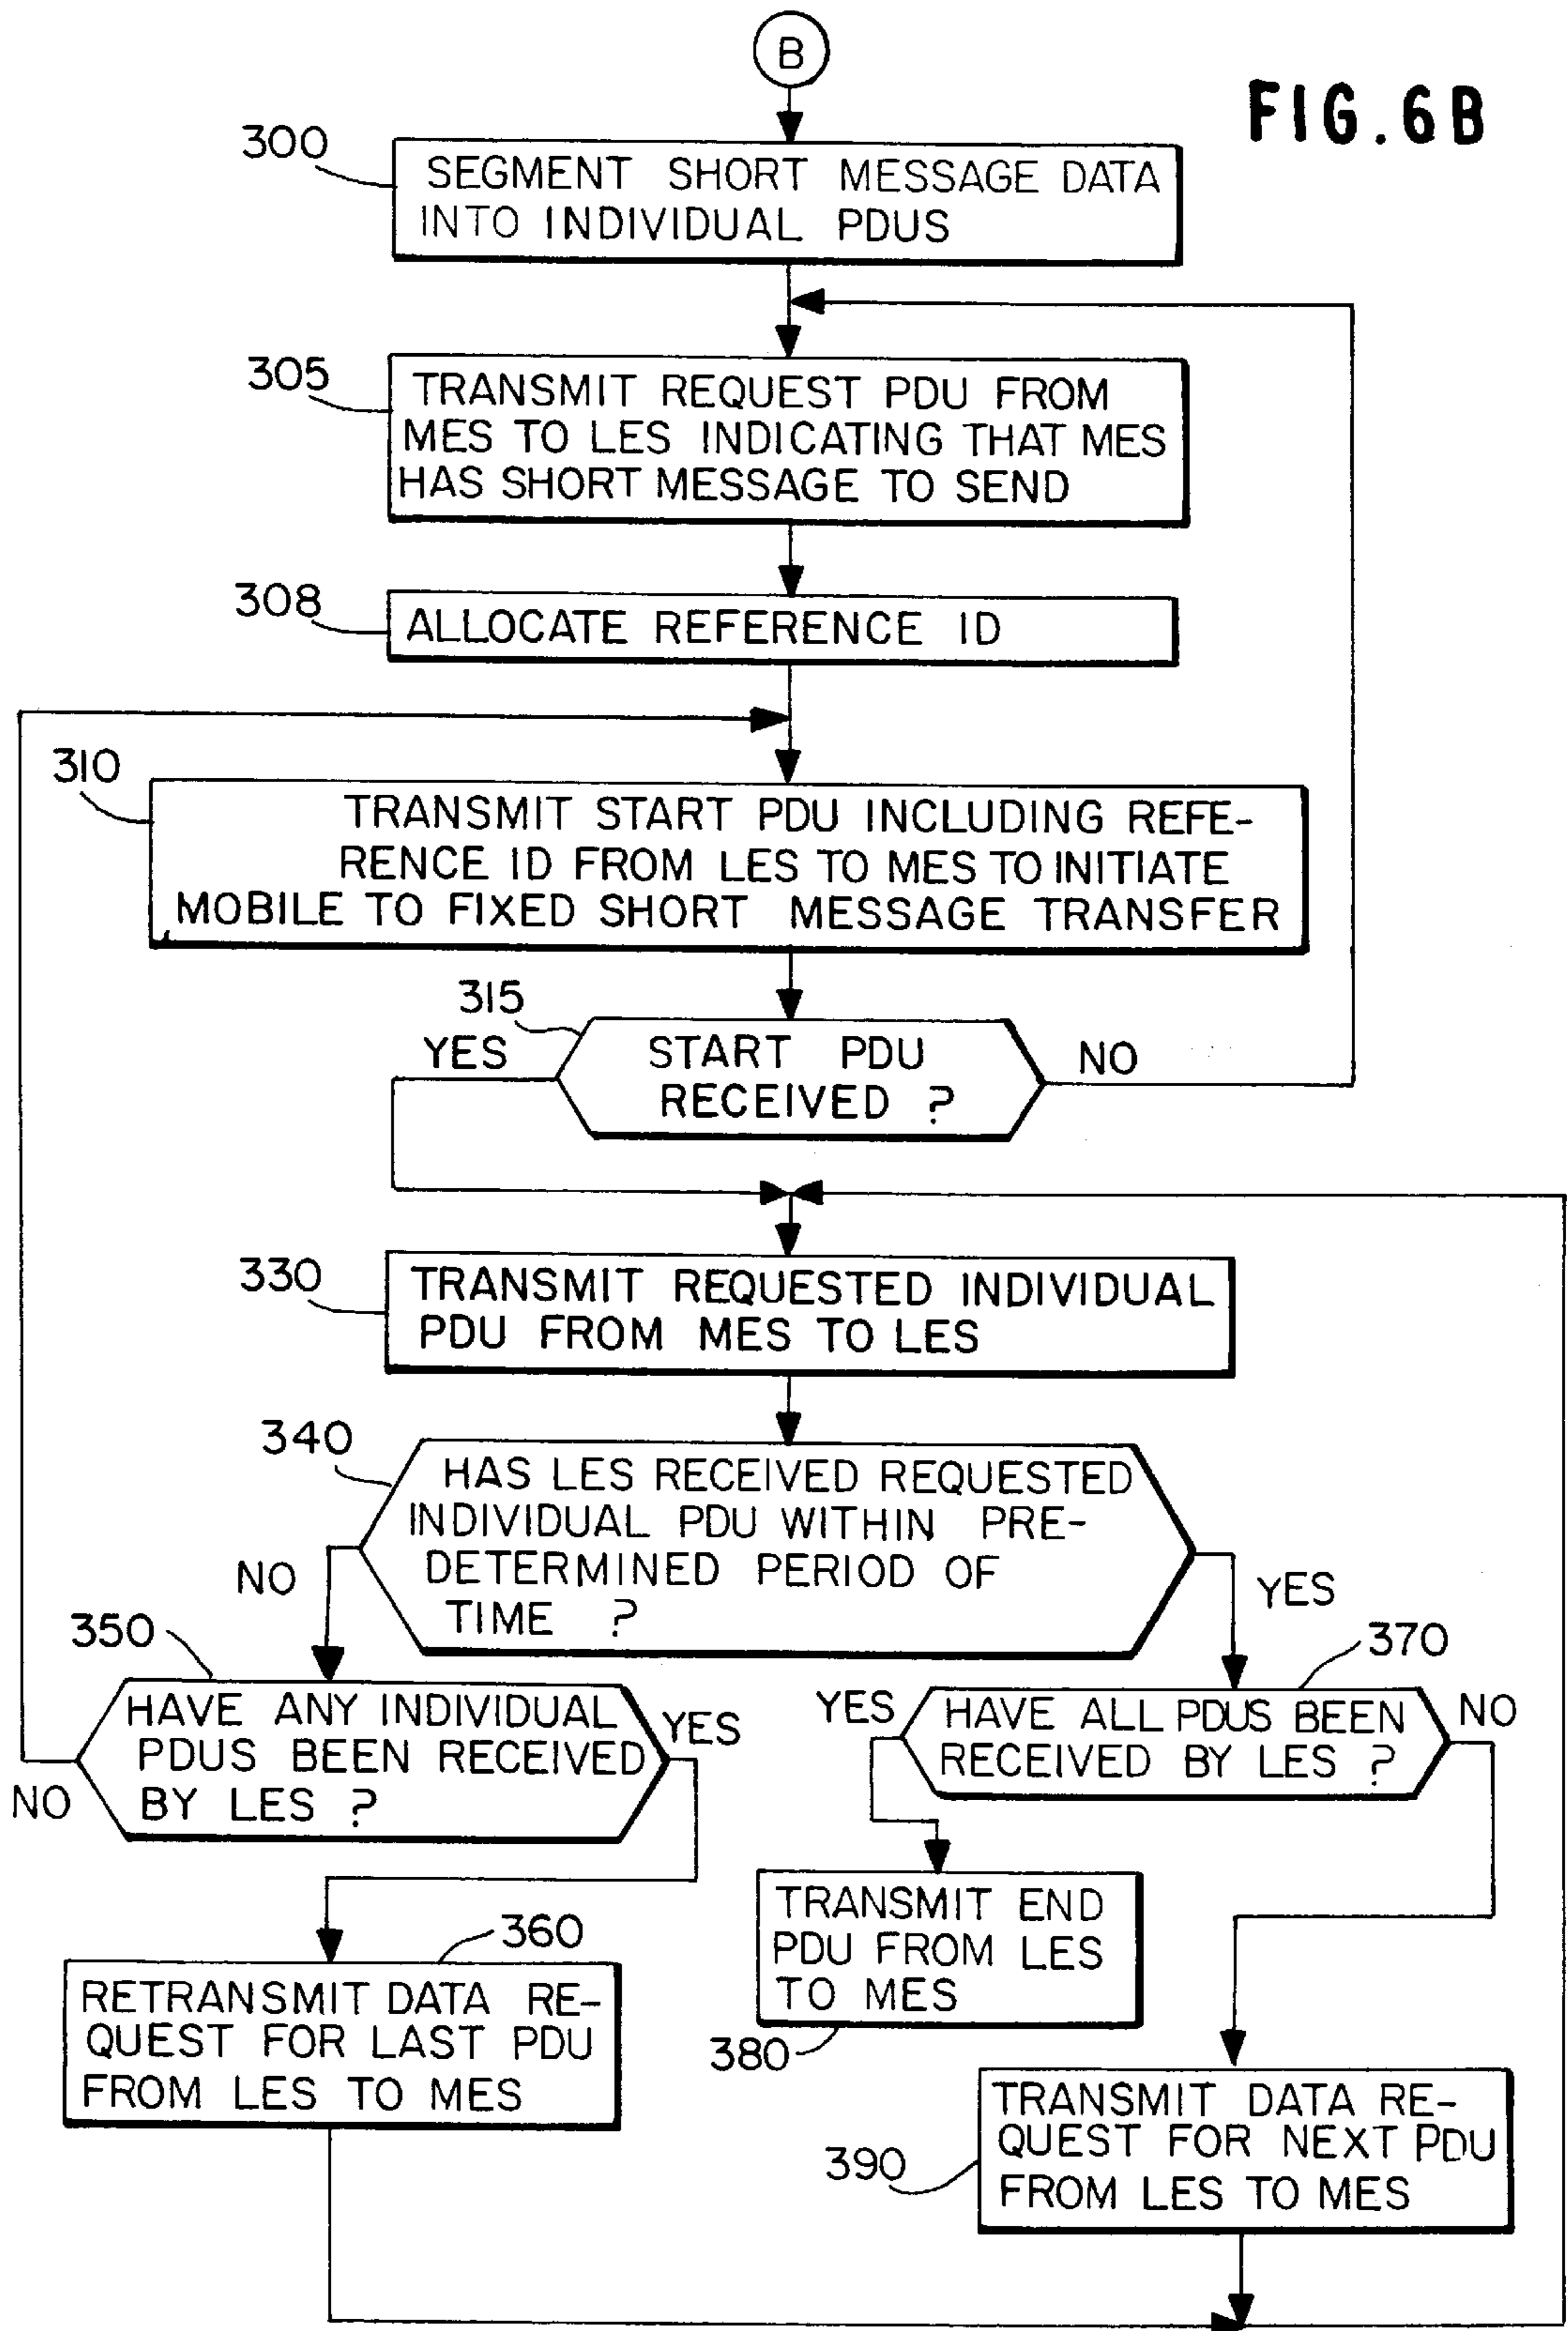 B
FIG. 6B
300
SEGMENT SHORT MESSAGE DATA
INTO INDIVIDUAL PDUS
305
TRANSMIT REQUEST PDU FROM
MES TO LES INDICATING THAT MES
HAS SHORT MESSAGE TO SEND
308
ALLOCATE REFERENCE ID
310
TRANSMIT START PDU INCLUDING REFE-
RENCE ID FROM LES TO MES TO INITIATE
MOBILE TO FIXED SHORT MESSAGE TRANSFER
315
YES
START PDU
RECEIVED ?
NO
330
TRANSMIT REQUESTED INDIVIDUAL
PDU FROM MES TO LES
340
HAS LES RECEIVED REQUESTED
INDIVIDUAL PDU WITHIN PRE-
DETERMINED PERIOD OF
TIME ?
NO
YES
350
HAVE ANY INDIVIDUAL
PDUS BEEN RECEIVED
BY LES ?
YES
NO
370
YES
HAVE ALL PDUS BEEN
RECEIVED BY LES ?
NO
360
RETRANSMIT DATA RE-
QUEST FOR LAST PDU
FROM LES TO MES
TRANSMIT END
PDU FROM LES
TO MES
380
390
TRANSMIT DATA RE-
QUEST FOR NEXT PDU
FROM LES TO MES